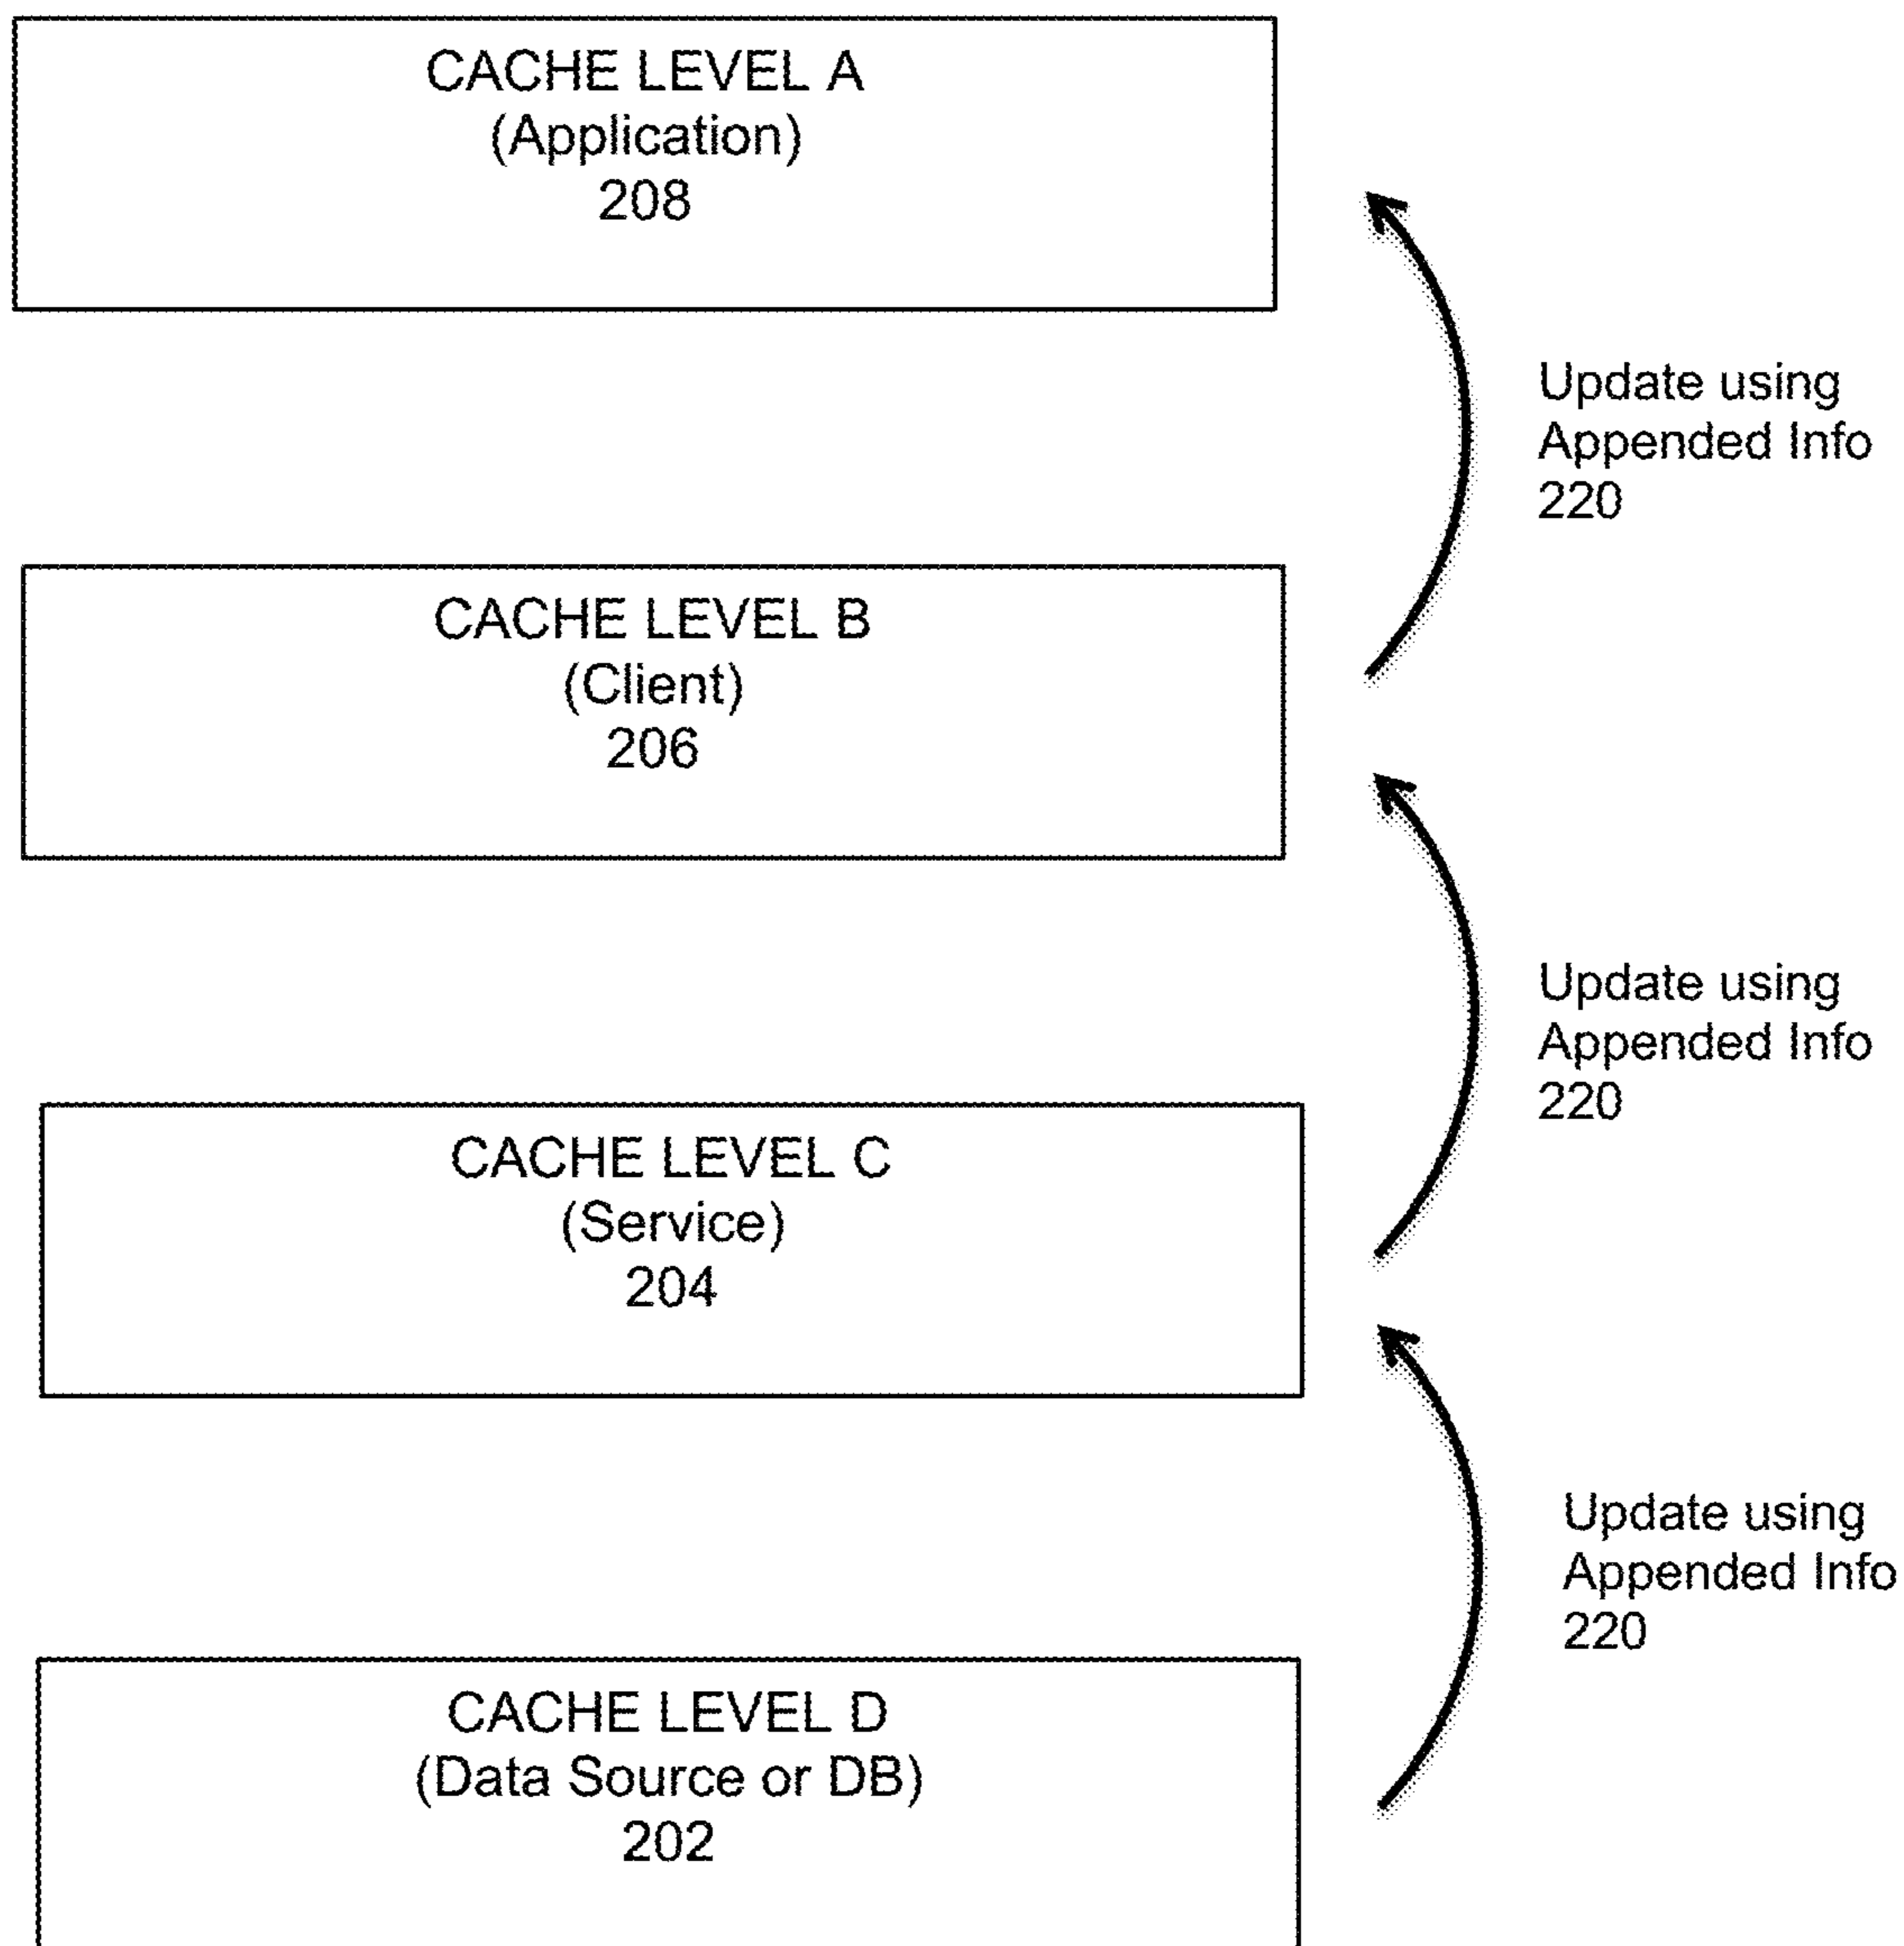 CACHE LEVEL A
(Application)
208
Update using
Appended Info
220
CACHE LEVEL B
(Client)
206
Update using
Appended Info
220
CACHE LEVEL C
(Service)
204
Update using
Appended Info
220
CACHE LEVEL D
(Data Source or DB)
202